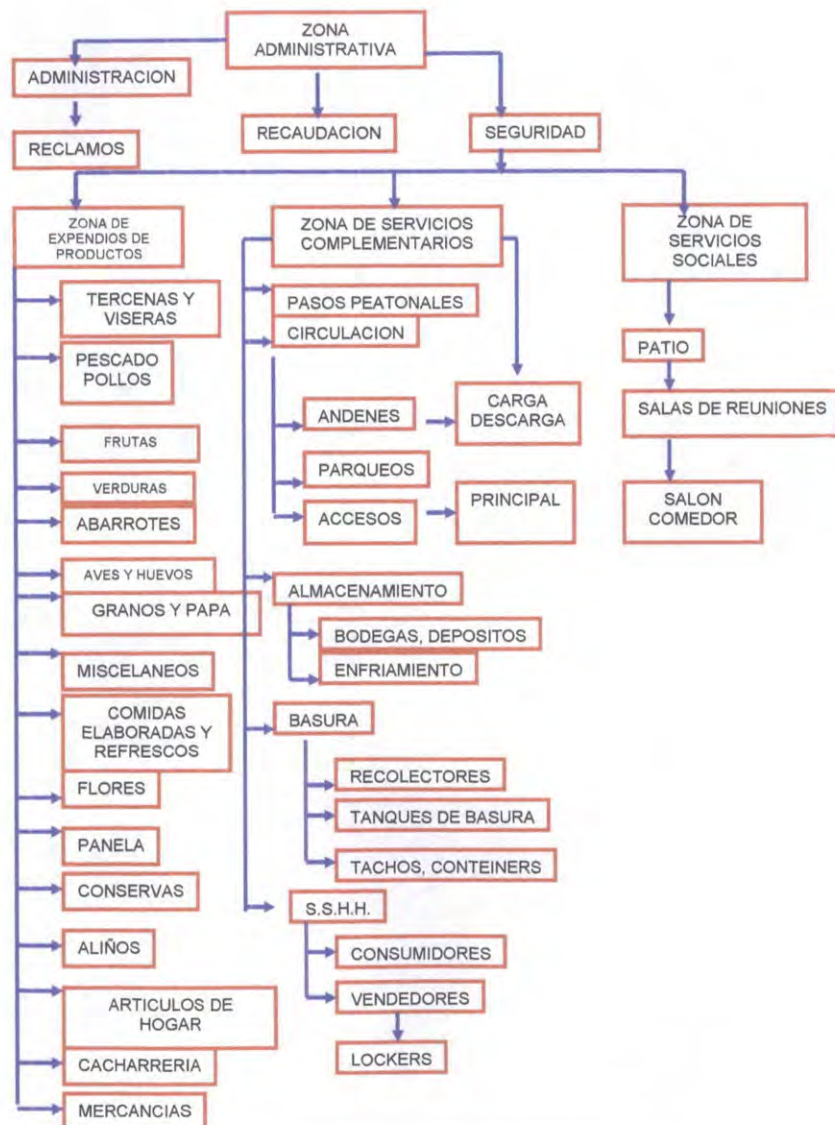 ZONA
ADMINISTRATIVA
ADMINISTRACION
RECLAMOS
RECAUDACION
SEGURIDAD
ZONA DE
EXPENDIOS DE
PRODUCTOS
TERCENAS Y
VISERAS
PESCADO
POLLOS
FRUTAS
VERDURAS
ABARROTES
AVES Y HUEVOS
GRANOS Y PAPA
MISCELANEOS
COMIDAS
ELABORADAS Y
REFRESCOS
FLORES
PANELA
CONSERVAS
ALIÑOS
ARTICULOS DE
HOGAR
CACHARRERIA
MERCANCIAS
ZONA DE SERVICIOS
COMPLEMENTARIOS
PASOS PEATONALES
CIRCULACION
ANDENES
CARGA
DESCARGA
PARQUEOS
ACCESOS
PRINCIPAL
ALMACENAMIENTO
BODEGAS, DEPOSITOS
ENFRIAMIENTO
BASURA
RECOLECTORES
TANQUES DE BASURA
TACHOS, CONTEINERS
S.S.H.H.
CONSUMIDORES
VENDEDORES
LOCKERS
ZONA DE
SERVICIOS
SOCIALES
PATIO
SALAS DE REUNIONES
SALON
COMEDOR